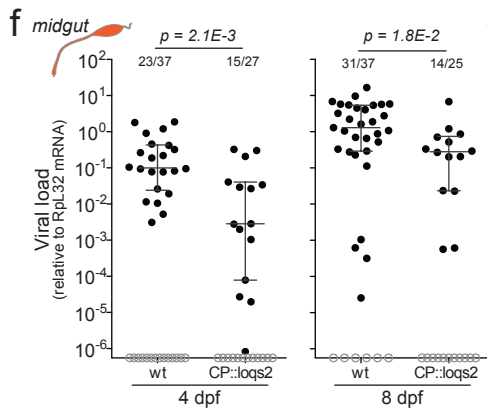 f midgut
p = 2.1E-3 p = 1.8E-2
23/37 15/27 31/37 14/25
Viral load
(relative to RpL32 mRNA)
10²
10¹
10⁰
10⁻¹
10⁻²
10⁻³
10⁻⁴
10⁻⁵
10⁻⁶
wt CP::loqs2 wt CP::loqs2
4 dpf 8 dpf